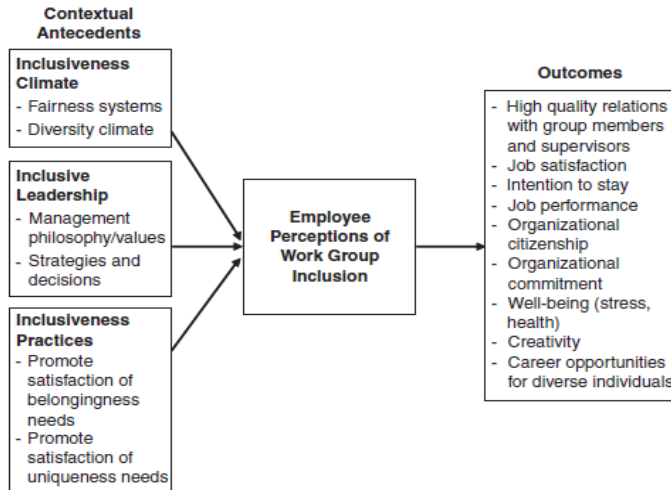 Contextual
Antecedents
Inclusiveness
Climate
- Fairness systems
- Diversity climate
Inclusive
Leadership
- Management
philosophy/values
- Strategies and
decisions
Inclusiveness
Practices
- Promote
satisfaction of
belongingness
needs
- Promote
satisfaction of
uniqueness needs
Employee
Perceptions of
Work Group
Inclusion
Outcomes
- High quality relations
with group members
and supervisors
- Job satisfaction
- Intention to stay
- Job performance
- Organizational
citizenship
- Organizational
commitment
- Well-being (stress,
health)
- Creativity
- Career opportunities
for diverse individuals